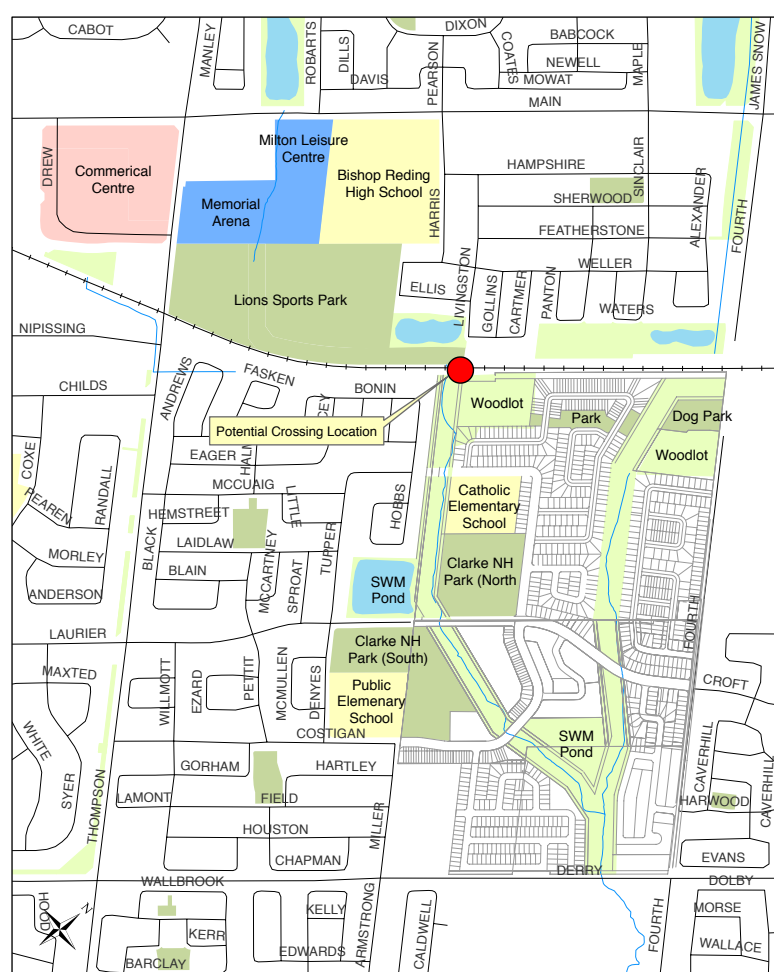 CABOT
MANLEY
ROBARTS
DILLS
DAVIS
PEARSON
DIXON
COATES
BABCOCK
NEWELL
MOWAT
MAPLE
JAMES SNOW
MAIN
DREW
Commerical
Centre
Milton Leisure
Centre
Memorial
Arena
Bishop Reding
High School
HARRIS
HAMPSHIRE
SINCLAIR
SHERWOOD
FEATHERSTONE
ALEXANDER
FOURTH
WELLER
Lions Sports Park
ELLIS
LIVINGSTON
GOLLINS
CARTMER
PANTON
WATERS
NIPISSING
CHILDS
ANDREWS
FASKEN
BONIN
CEY
Potential Crossing Location
Woodlot
Park
Dog Park
Woodlot
COXE
RANDALL
PEAREN
EAGER
HALM
MCCUAIG
HEMSTREET
LITTLE
HOBBS
Catholic
Elementary
School
LAIDLAW
BLACK
BLAIN
MCCARTNEY
SPROAT
TUPPER
MORLEY
ANDERSON
SWM
Pond
Clarke NH
Park (North
FOURTH
LAURIER
MAXTED
WILLMOTT
EZARD
PETTIT
MCMULLEN
DENYES
Clarke NH
Park (South)
Public
Elemenary
School
COSTIGAN
CROFT
WHITE
SYER
THOMPSON
GORHAM
HARTLEY
LAMONT
FIELD
HOUSTON
CHAPMAN
MILLER
SWM
Pond
CAVERHILL
CAVERHILL
HARWOOD
EVANS
DERRY
DOLBY
WALLBROOK
HOOD
N
KELLY
KERR
BARCLAY
EDWARDS
ARMSTRONG
CALDWELL
FOURTH
MORSE
WALLACE